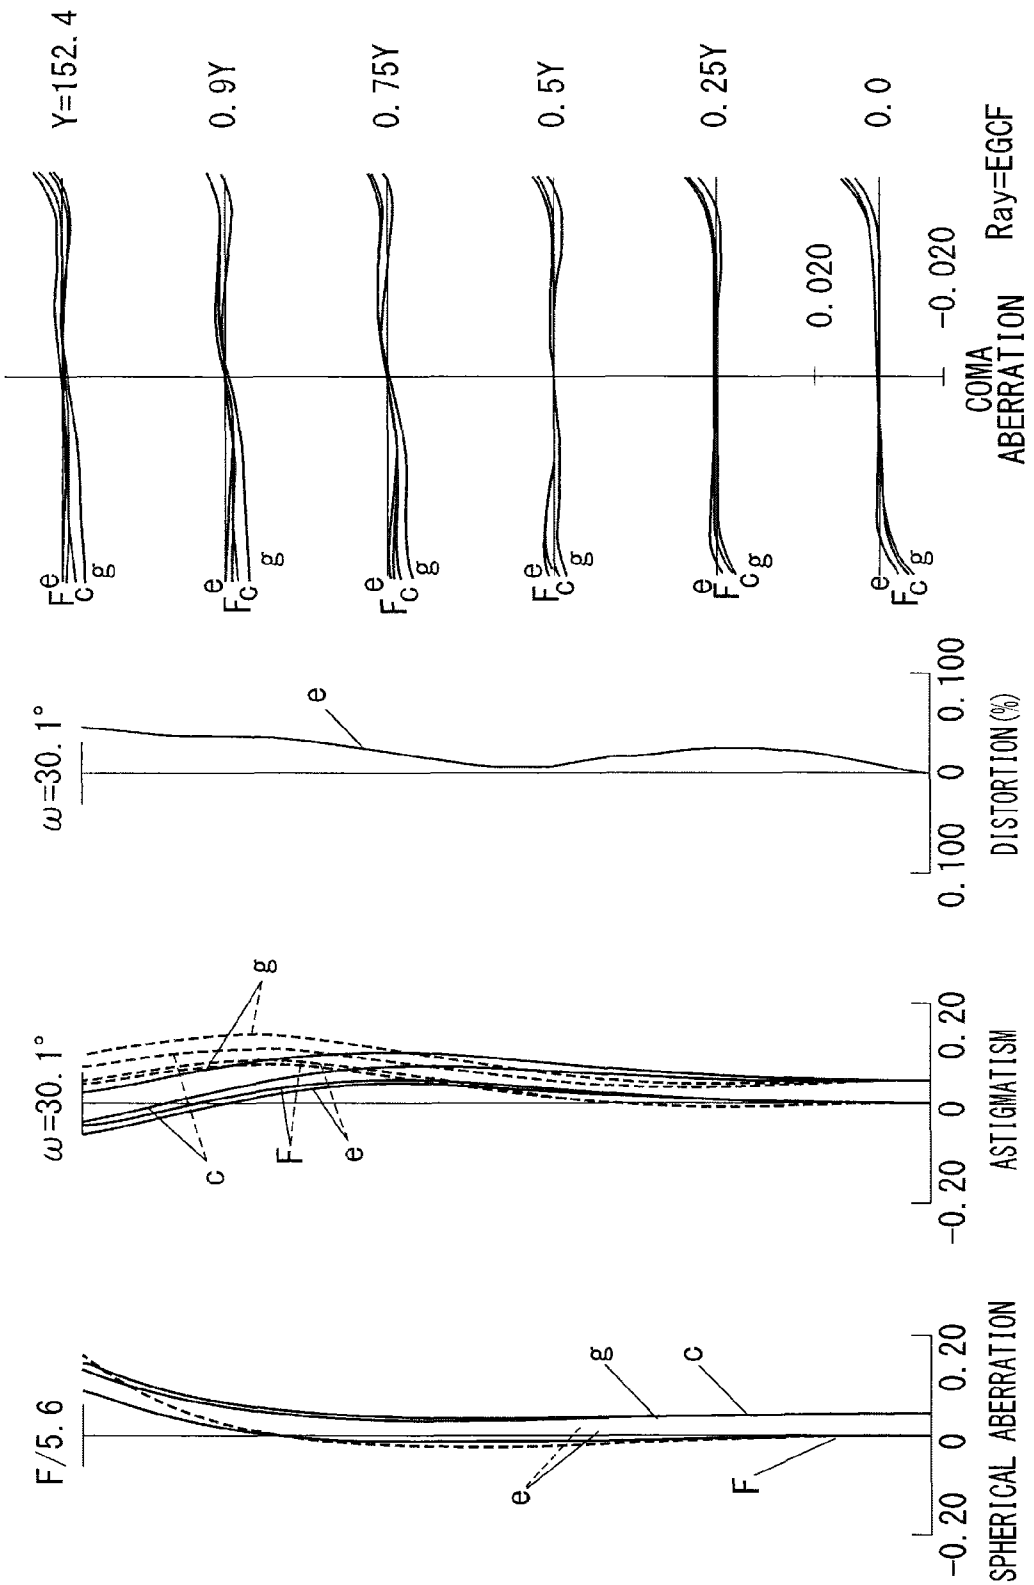 F/5. 6
g
c
e
F
-0. 20
0
0. 20
SPHERICAL ABERRATION
ω=30. 1°
g
c
F
e
-0. 20
0
0. 20
ASTIGMATISM
ω=30. 1°
e
0. 100
0
0. 100
DISTORTION(%)
Y=152. 4
e
F
c
g
0. 9Y
e
F
c
g
0. 75Y
e
F
c
g
0. 5Y
e
F
c
g
0. 25Y
e
F
c
g
0. 0
e
F
c
g
0. 020
-0. 020
COMA
ABERRATION
Ray=EGCF